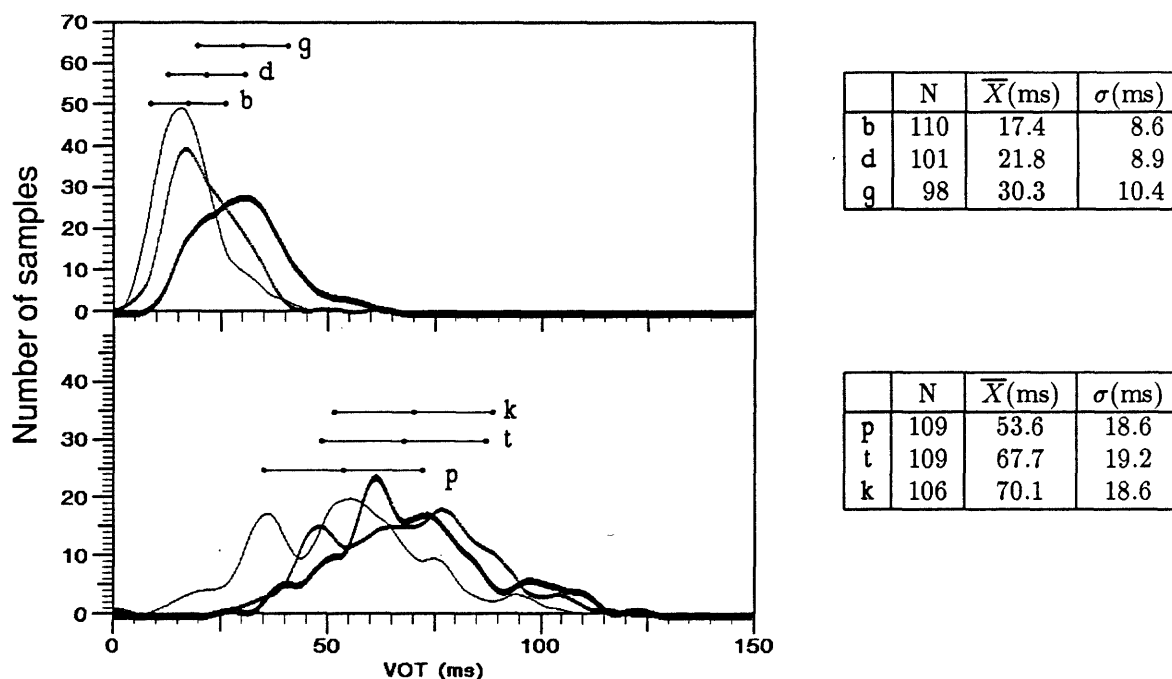 Number of samples
70
60
50
40
30
20
10
0
g
d
b
40
30
20
10
0
k
t
p
0 50 100 150
VOT (ms)
N X̅(ms) σ(ms)
b 110 17.4 8.6
d 101 21.8 8.9
g 98 30.3 10.4
N X̅(ms) σ(ms)
p 109 53.6 18.6
t 109 67.7 19.2
k 106 70.1 18.6